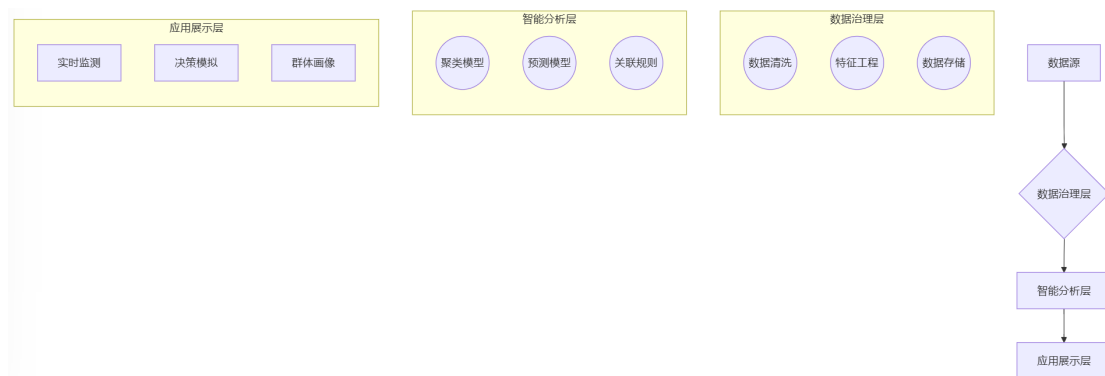 应用展示层
实时监测
决策模拟
群体画像
智能分析层
聚类模型
预测模型
关联规则
数据治理层
数据清洗
特征工程
数据存储
数据源
数据治理层
智能分析层
应用展示层